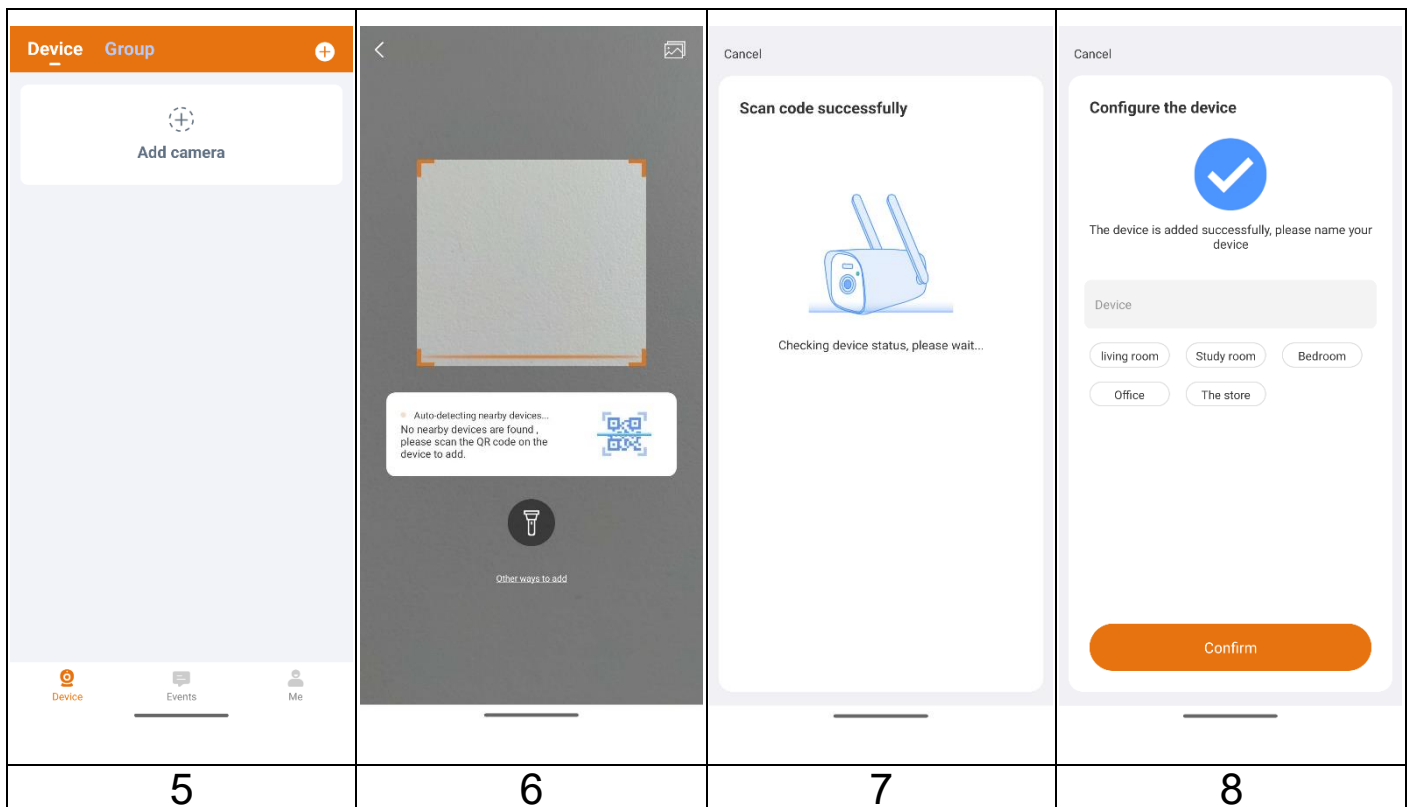 Device Group
Add camera
Device Events Me
5
Auto-detecting nearby devices...
No nearby devices are found ,
please scan the QR code on the
device to add.
Other ways to add
6
Cancel
Scan code successfully
Checking device status, please wait...
7
Cancel
Configure the device
The device is added successfully, please name your
device
Device
living room Study room Bedroom
Office The store
Confirm
8